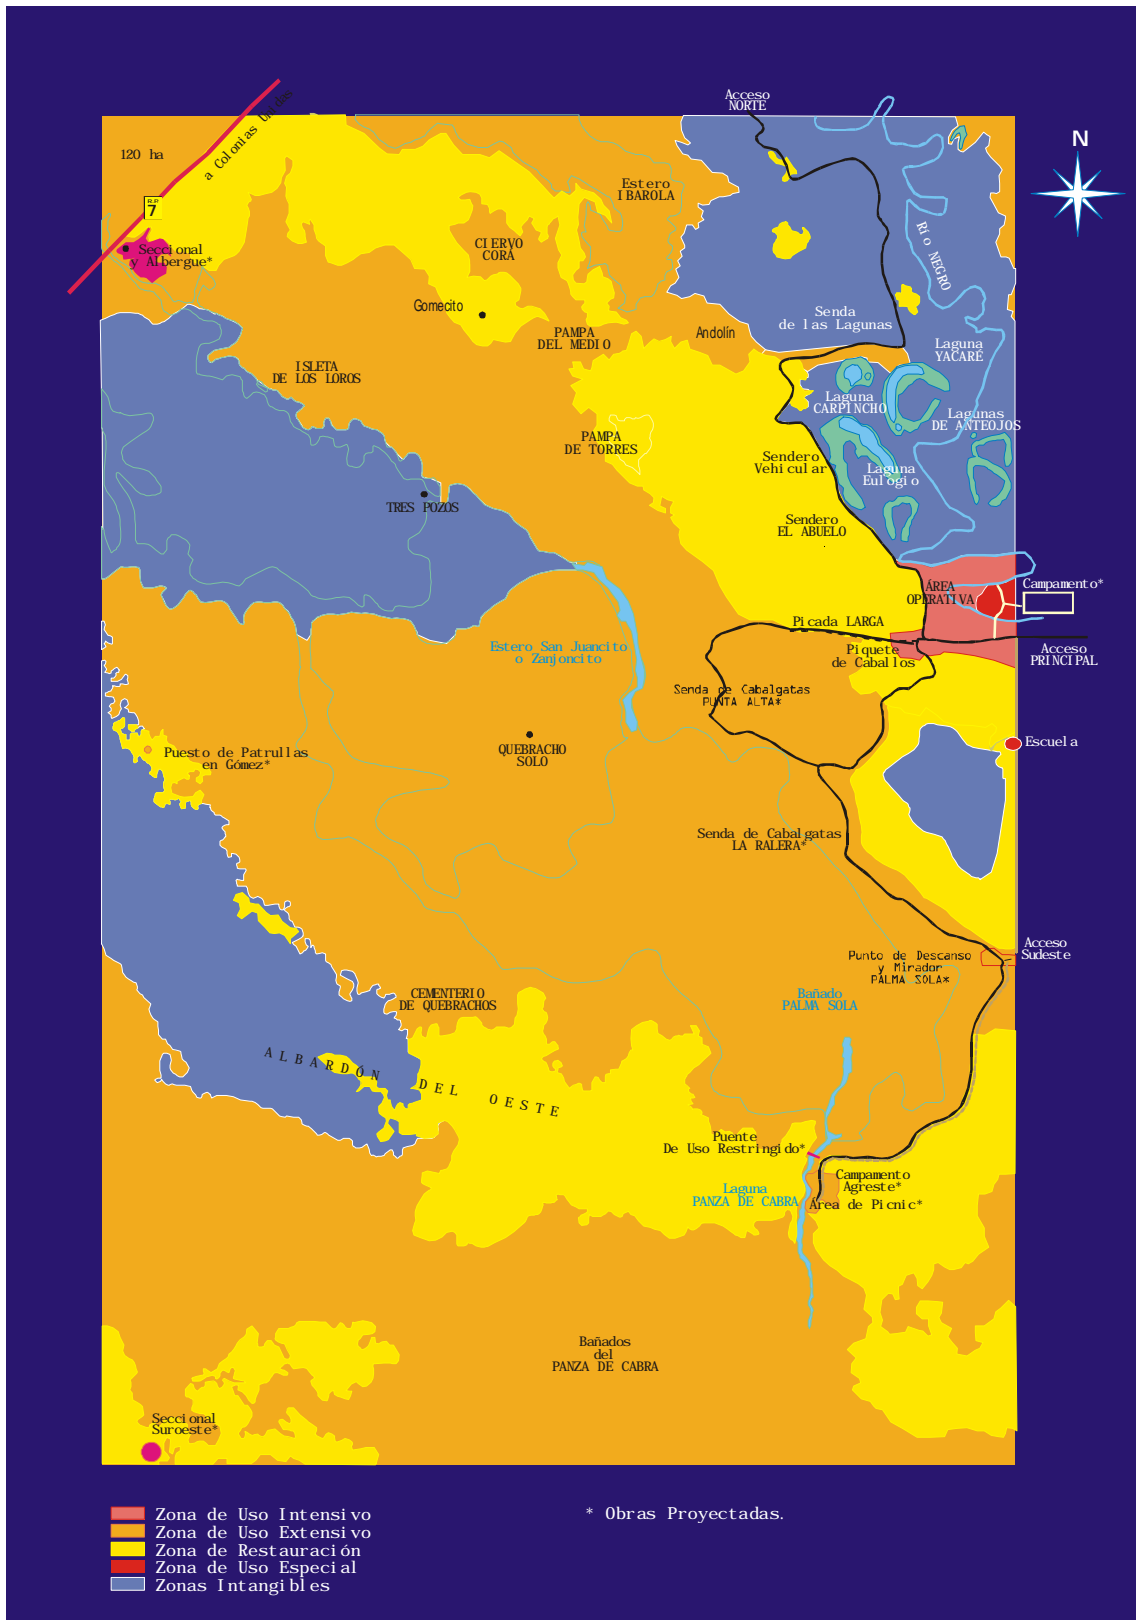 Acceso
NORTE
N
120 ha
a Colonias Unidas
R.P.
7
Seccional
y Albergue*
Estero
IBAROLA
CIERVO
CORÁ
Río NEGRO
Gomecito
PAMPA
DEL MEDIO
Andolín
Senda
de las Lagunas
Laguna
YACARÉ
ISLETA
DE LOS LOROS
Laguna
CARPINCHO
Lagunas
DE ANTEOJOS
PAMPA
DE TORRES
Sendero
Vehicular
Laguna
Eulogio
TRES POZOS
Sendero
EL ABUELO
ÁREA
OPERATIVA
Campamento*
Picada LARGA
Estero San Juancito
o Zanjoncito
Piquete
de Caballos
Acceso
PRINCIPAL
Senda de Cabalgatas
PUNTA ALTA*
Escuela
Puesto de Patrullas
en Gómez*
QUEBRACHO
SOLO
Senda de Cabalgatas
LA RALERA*
Acceso
Sudeste
Punto de Descanso
y Mirador
PALMA SOLA*
CEMENTERIO
DE QUEBRACHOS
Bañado
PALMA SOLA
ALBARDÓN DEL OESTE
Puente
De Uso Restringido*
Campamento
Agreste*
Laguna
PANZA DE CABRA
Área de Picnic*
Bañados
del
PANZA DE CABRA
Seccional
Suroeste*
Zona de Uso Intensivo
Zona de Uso Extensivo
Zona de Restauración
Zona de Uso Especial
Zonas Intangibles
* Obras Proyectadas.